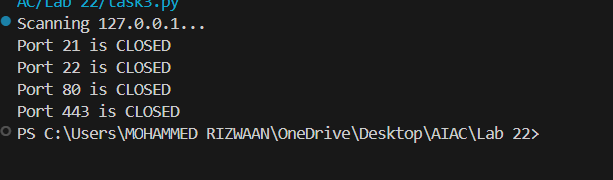 AC/Lab 22/task3.py
Scanning 127.0.0.1...
Port 21 is CLOSED
Port 22 is CLOSED
Port 80 is CLOSED
Port 443 is CLOSED
PS C:\Users\MOHAMMED RIZWAAN\OneDrive\Desktop\AIAC\Lab 22>